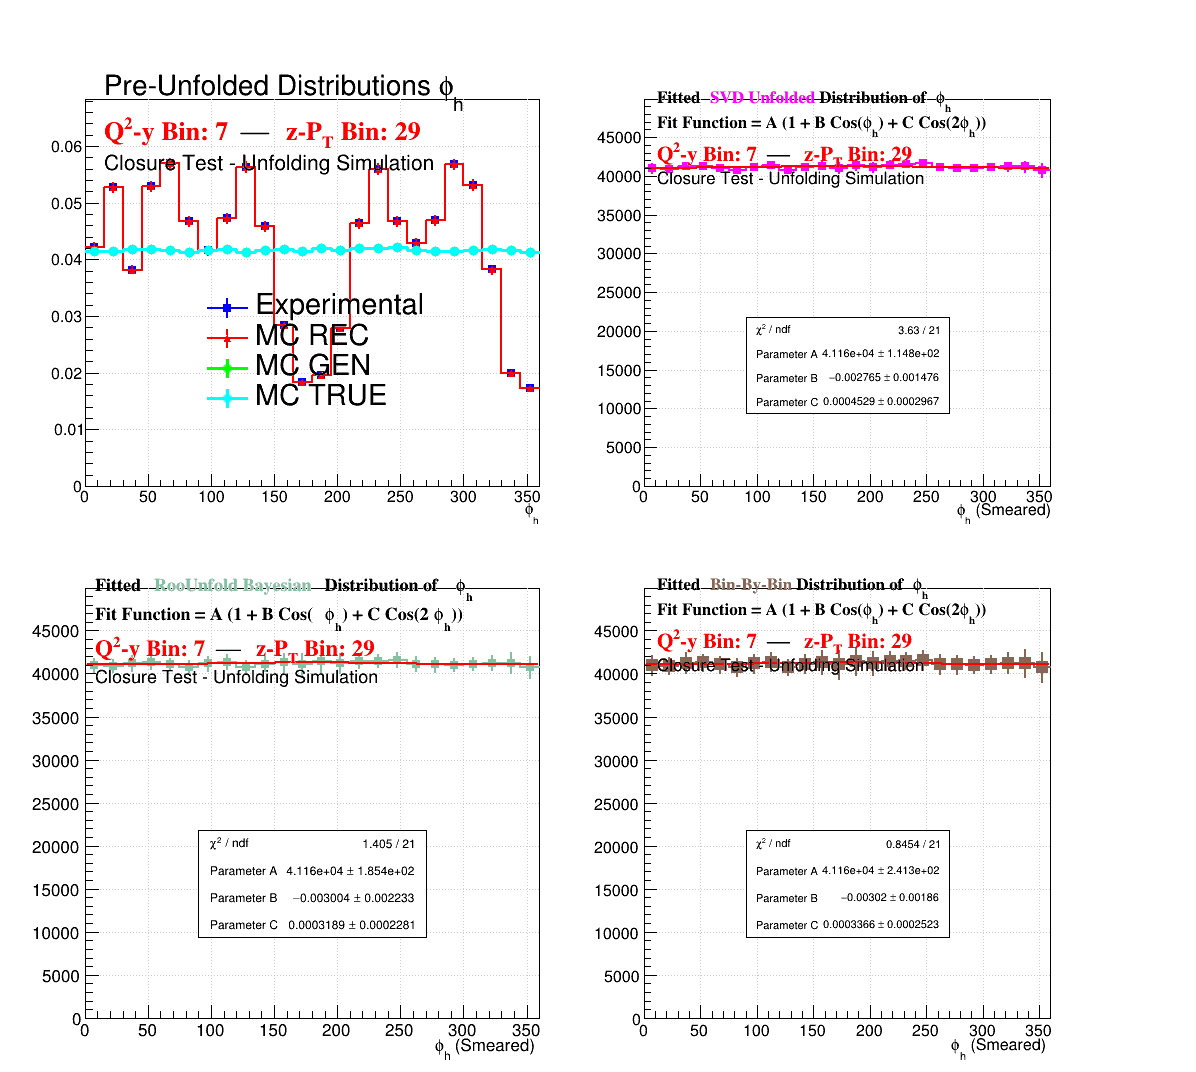 Pre-Unfolded Distributions ϕh
Q²-y Bin: 7 — z-PT Bin: 29
Closure Test - Unfolding Simulation
0.06
0.05
0.04
0.03
0.02
0.01
0
Experimental
MC REC
MC GEN
MC TRUE
0 50 100 150 200 250 300 350
ϕh
Fitted SVD Unfolded Distribution of ϕh
Fit Function = A (1 + B Cos(ϕh) + C Cos(2ϕh))
Q²-y Bin: 7 — z-PT Bin: 29
Closure Test - Unfolding Simulation
45000
40000
35000
30000
25000
20000
15000
10000
5000
0
χ² / ndf 3.63 / 21
Parameter A 4.116e+04 ± 1.148e+02
Parameter B −0.002765 ± 0.001476
Parameter C 0.0004529 ± 0.0002967
0 50 100 150 200 250 300 350
ϕh (Smeared)
Fitted RooUnfold Bayesian Distribution of ϕh
Fit Function = A (1 + B Cos( ϕh) + C Cos(2 ϕh))
Q²-y Bin: 7 — z-PT Bin: 29
Closure Test - Unfolding Simulation
45000
40000
35000
30000
25000
20000
15000
10000
5000
0
χ² / ndf 1.405 / 21
Parameter A 4.116e+04 ± 1.854e+02
Parameter B −0.003004 ± 0.002233
Parameter C 0.0003189 ± 0.0002281
0 50 100 150 200 250 300 350
ϕh (Smeared)
Fitted Bin-By-Bin Distribution of ϕh
Fit Function = A (1 + B Cos(ϕh) + C Cos(2ϕh))
Q²-y Bin: 7 — z-PT Bin: 29
Closure Test - Unfolding Simulation
45000
40000
35000
30000
25000
20000
15000
10000
5000
0
χ² / ndf 0.8454 / 21
Parameter A 4.116e+04 ± 2.413e+02
Parameter B −0.00302 ± 0.00186
Parameter C 0.0003366 ± 0.0002523
0 50 100 150 200 250 300 350
ϕh (Smeared)